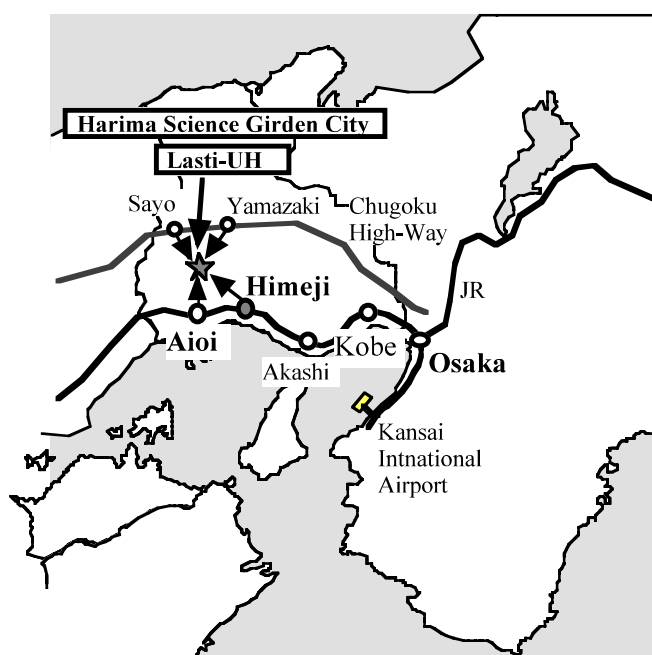 Harima Science Girden City
Lasti-UH
Sayo
Yamazaki
Chugoku
High-Way
Himeji
JR
Aioi
Kobe
Akashi
Osaka
Kansai
Intnational
Airport